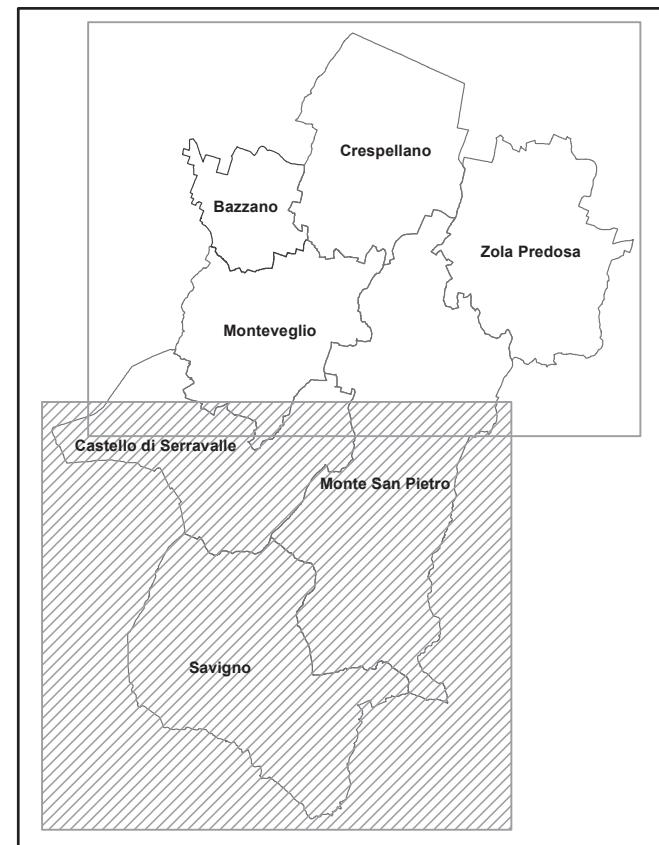 Crespellano
Bazzano
Zola Predosa
Monteveglio
Castello di Serravalle
Monte San Pietro
Savigno